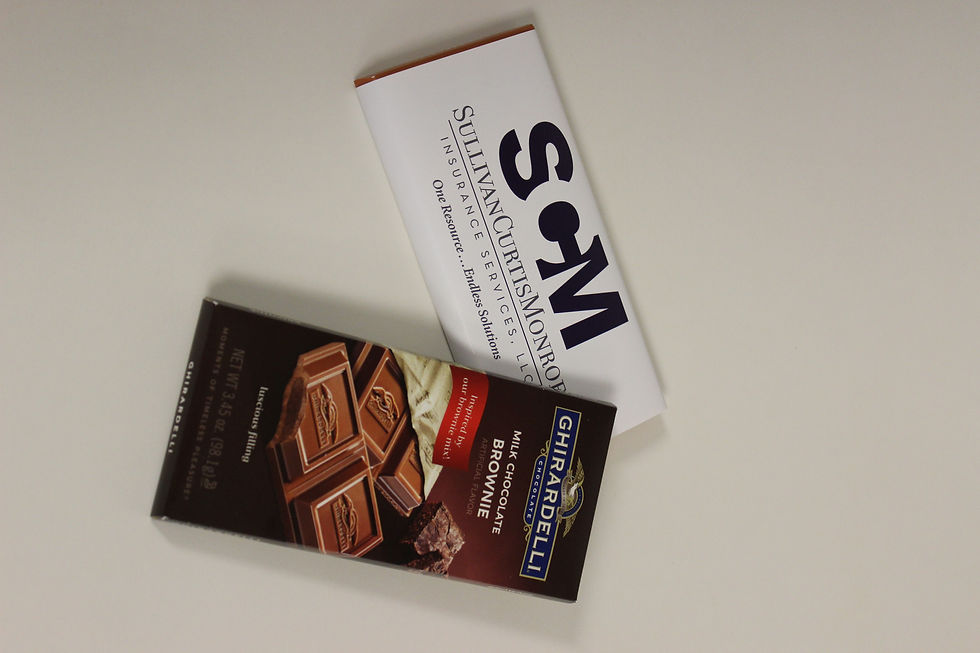 S•M
SULLIVANCURTISMONROE
INSURANCE SERVICES, LLC
One Resource...Endless Solutions
GHIRARDELLI
CHOCOLATE
MILK CHOCOLATE
BROWNIE
ARTIFICIAL FLAVOR
Inspired by
our brownie mix!
luscious filling
NET WT. 3.45 oz (98.1g)
MOMENTS OF TIMELESS PLEASURE
GHIRARDELLI